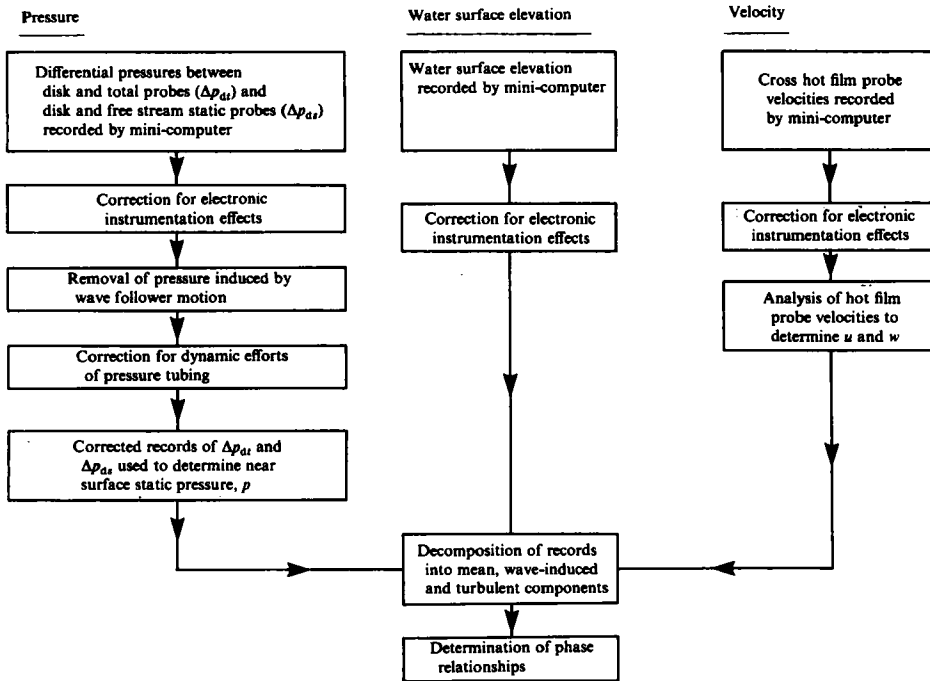 Pressure
Differential pressures between
disk and total probes (Δp_dt) and
disk and free stream static probes (Δp_ds)
recorded by mini-computer
Correction for electronic
instrumentation effects
Removal of pressure induced by
wave follower motion
Correction for dynamic efforts
of pressure tubing
Corrected records of Δp_dt and
Δp_ds used to determine near
surface static pressure, p
Water surface elevation
Water surface elevation
recorded by mini-computer
Correction for electronic
instrumentation effects
Velocity
Cross hot film probe
velocities recorded
by mini-computer
Correction for electronic
instrumentation effects
Analysis of hot film
probe velocities to
determine u and w
Decomposition of records
into mean, wave-induced
and turbulent components
Determination of phase
relationships